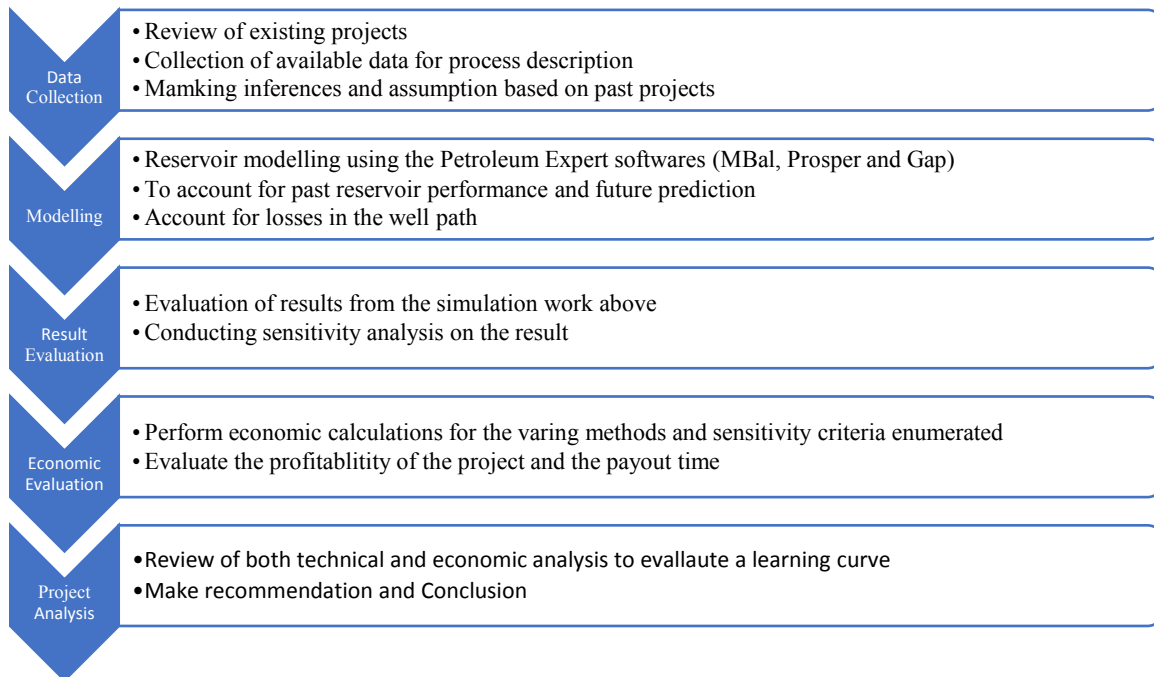 Data
Collection
• Review of existing projects
• Collection of available data for process description
• Mamking inferences and assumption based on past projects
Modelling
• Reservoir modelling using the Petroleum Expert softwares (MBal, Prosper and Gap)
• To account for past reservoir performance and future prediction
• Account for losses in the well path
Result
Evaluation
• Evaluation of results from the simulation work above
• Conducting sensitivity analysis on the result
Economic
Evaluation
• Perform economic calculations for the varing methods and sensitivity criteria enumerated
• Evaluate the profitablitity of the project and the payout time
Project
Analysis
•Review of both technical and economic analysis to evallaute a learning curve
•Make recommendation and Conclusion